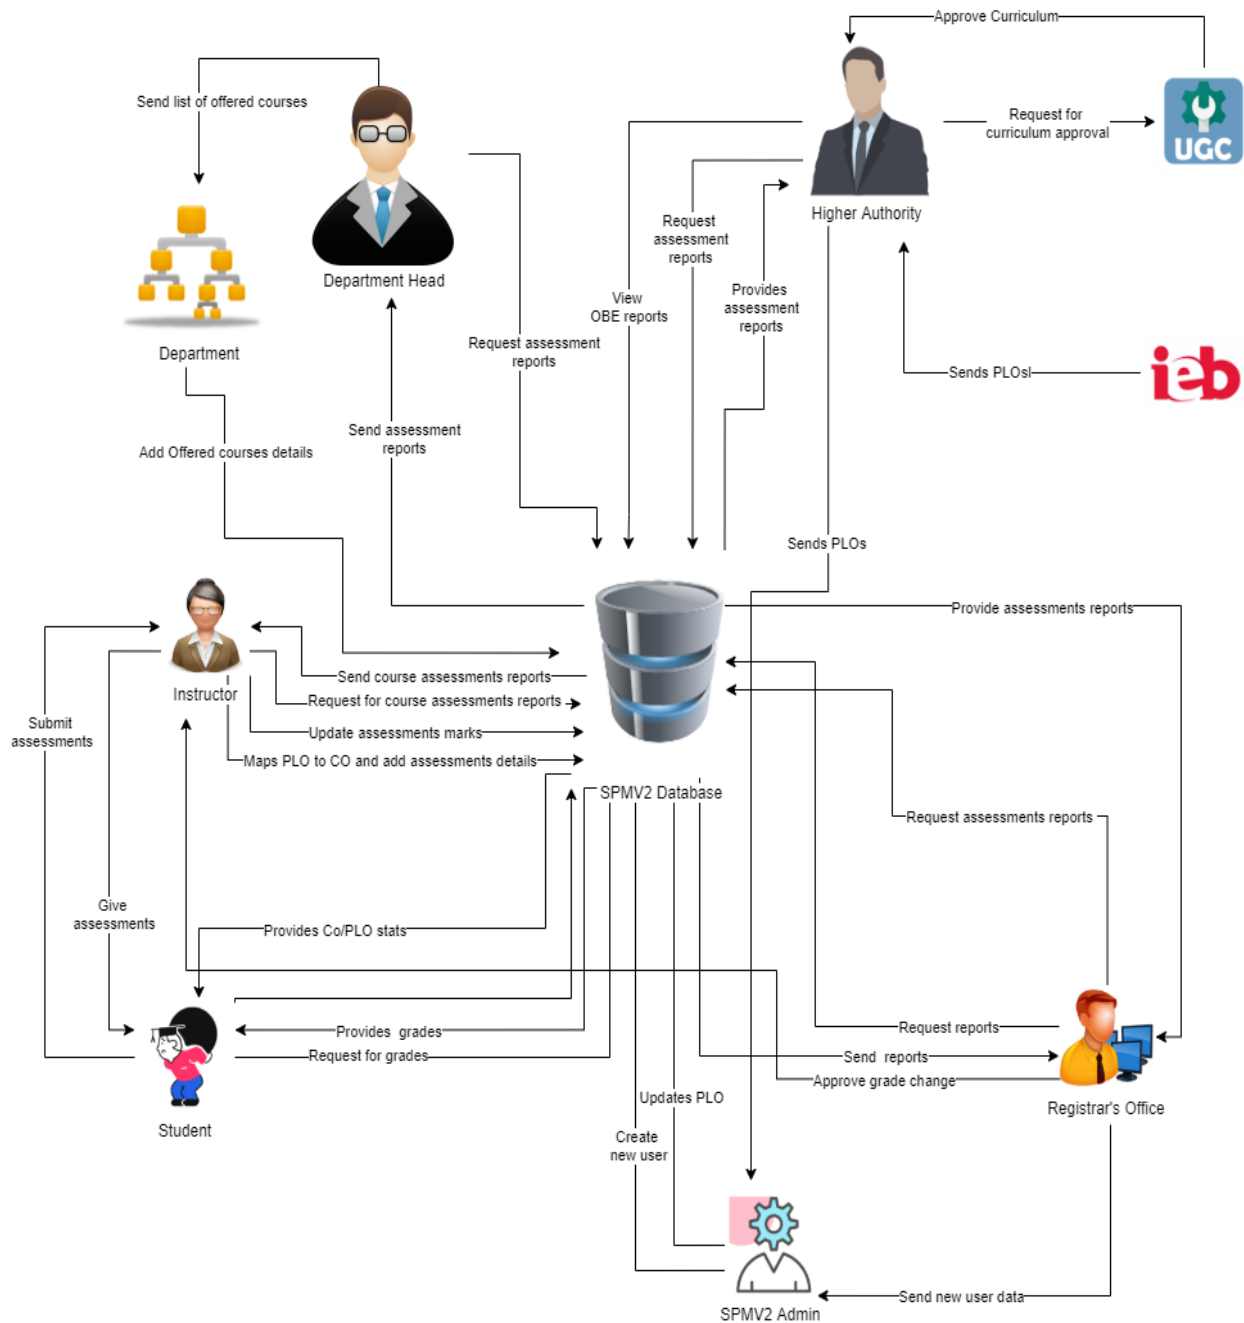 Approve Curriculum
Send list of offered courses
Request for
curriculum approval
UGC
Higher Authority
Request
assessment
reports
Department Head
View
OBE reports
Provides
assessment
reports
Request assessment
reports
Department
ieb
Sends PLOsI
Send assessment
reports
Add Offered courses details
Sends PLOs
Provide assessments reports
Send course assessments reports
Instructor
Request for course assessments reports
Submit
assessments
Update assessments marks
Maps PLO to CO and add assessments details
SPMV2 Database
Request assessments reports
Give
assessments
Provides Co/PLO stats
Provides grades
Request reports
Request for grades
Send reports
Approve grade change
Updates PLO
Registrar's Office
Student
Create
new user
Send new user data
SPMV2 Admin